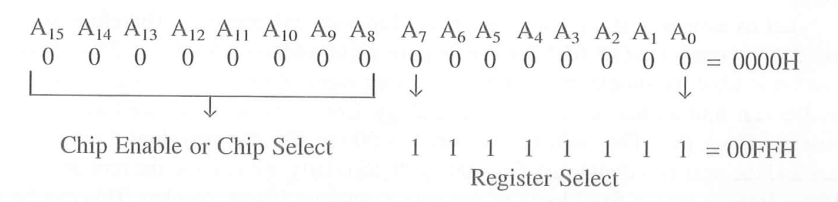 A15 A14 A13 A12 A11 A10 A9 A8 A7 A6 A5 A4 A3 A2 A1 A0
0 0 0 0 0 0 0 0 0 0 0 0 0 0 0 0 = 0000H
Chip Enable or Chip Select 1 1 1 1 1 1 1 1 = 00FFH
Register Select